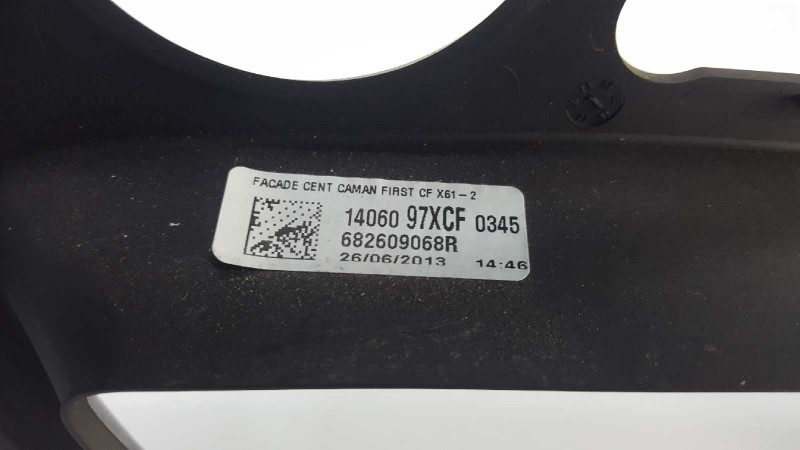 FACADE CENT CAMAN FIRST CF X61-2
14060 97XCF 0345
682609068R
26/06/2013 14:46